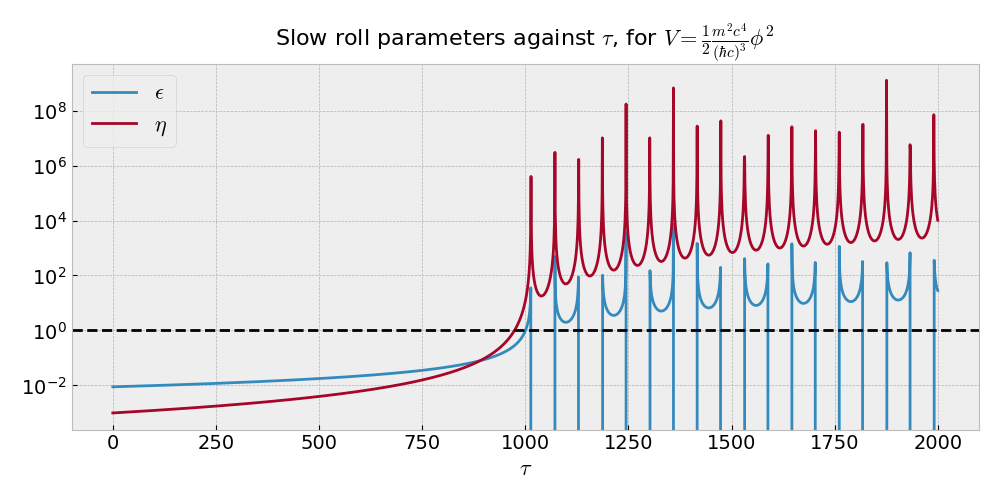 Slow roll parameters against τ, for V = 1/2 m²c⁴/(ħc)³ ϕ²
ϵ
η
10⁸
10⁶
10⁴
10²
10⁰
10⁻²
0 250 500 750 1000 1250 1500 1750 2000
τ